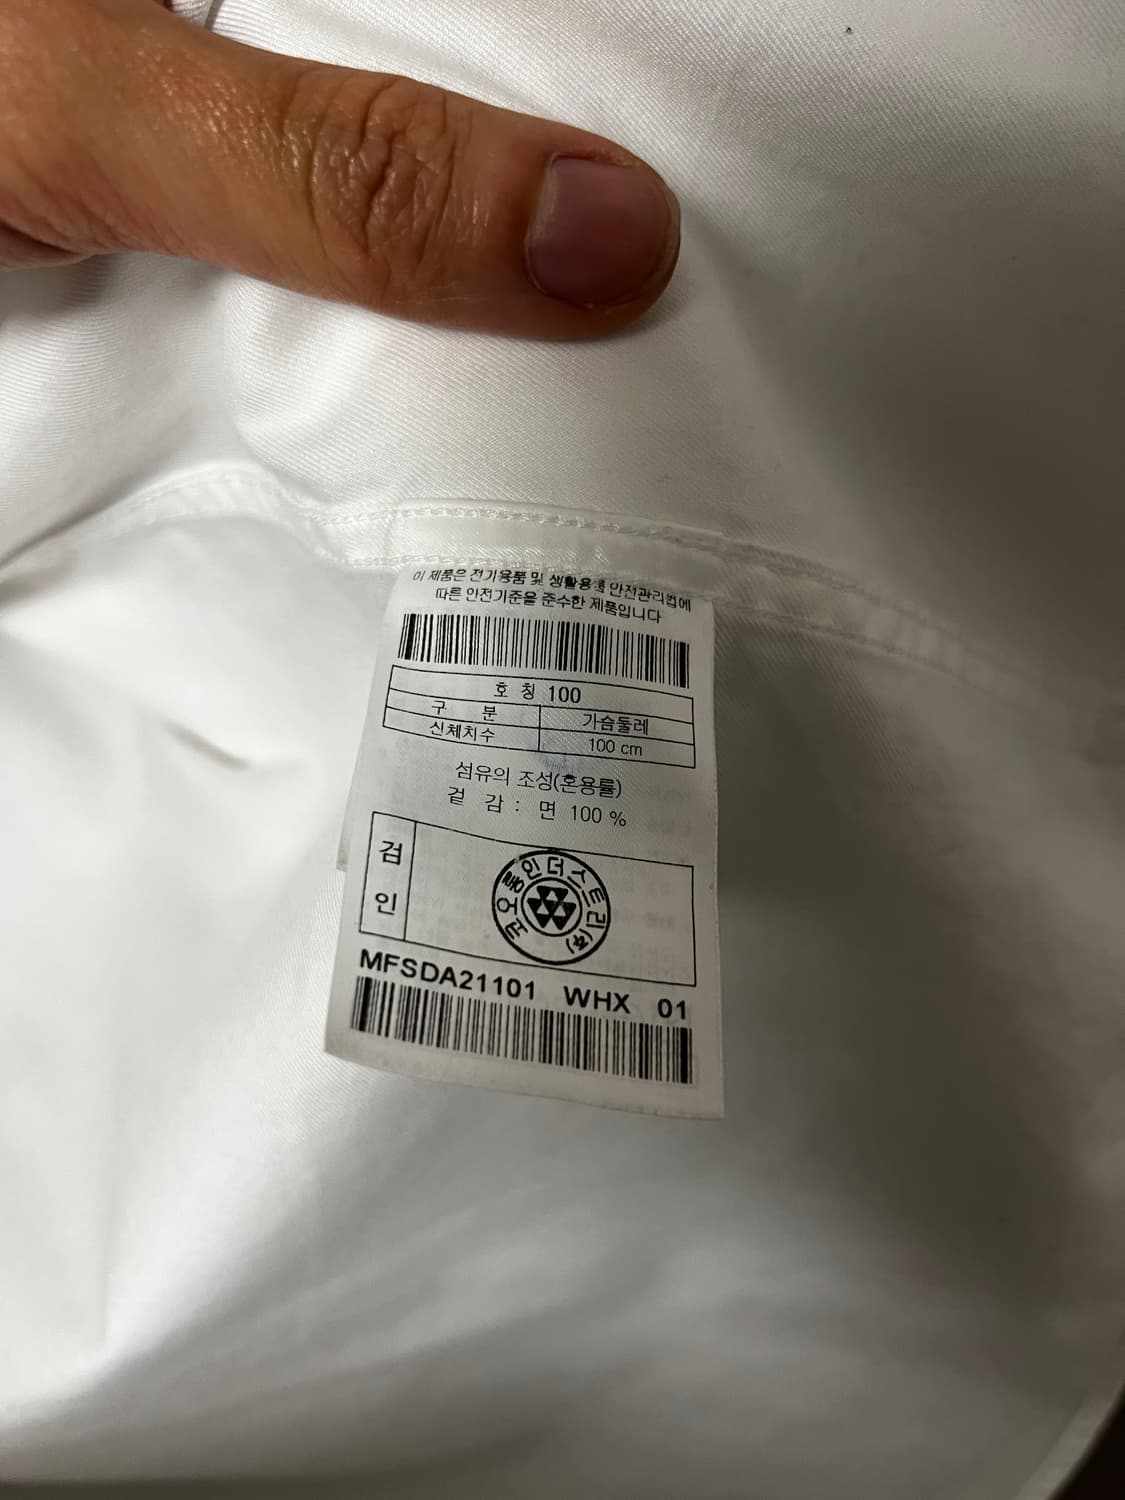 이 제품은 전기용품 및 생활용품 안전관리법에
따른 안전기준을 준수한 제품입니다
호 칭 100
구 분 가슴둘레
신체치수 100 cm
섬유의 조성(혼용률)
겉 감 : 면 100 %
검
인
코오롱인더스트리(주)
MFSDA21101 WHX 01